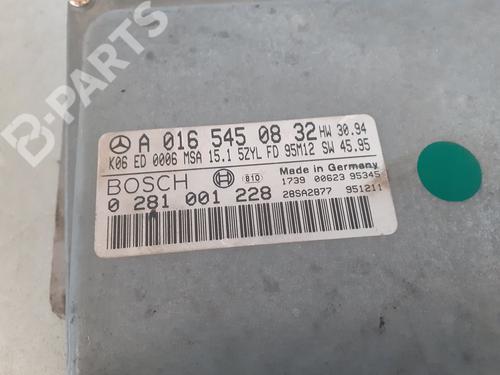 B-PARTS
A 016 545 08 32 HW 30.94
K06 ED 0006 MSA 15.1 5ZYL FD 95M12 SW 45.95
BOSCH 810 Made in Germany
1739 00623 95345
0 281 001 228 28SA2877 951211